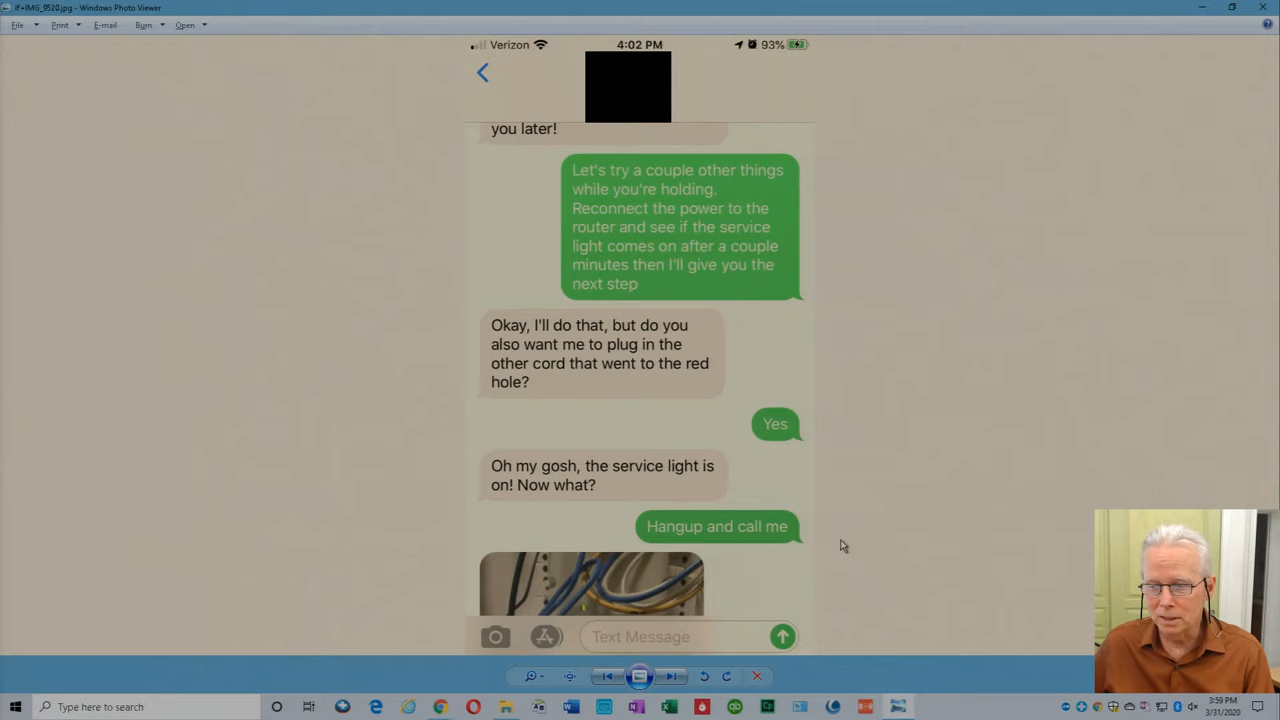 lf+IMG_9520.jpg - Windows Photo Viewer
File Print E-mail Burn Open
Verizon 4:02 PM 93%
you later!
Let's try a couple other things
while you're holding.
Reconnect the power to the
router and see if the service
light comes on after a couple
minutes then I'll give you the
next step
Okay, I'll do that, but do you
also want me to plug in the
other cord that went to the red
hole?
Yes
Oh my gosh, the service light is
on! Now what?
Hangup and call me
Text Message
Type here to search
3:59 PM
3/31/2020